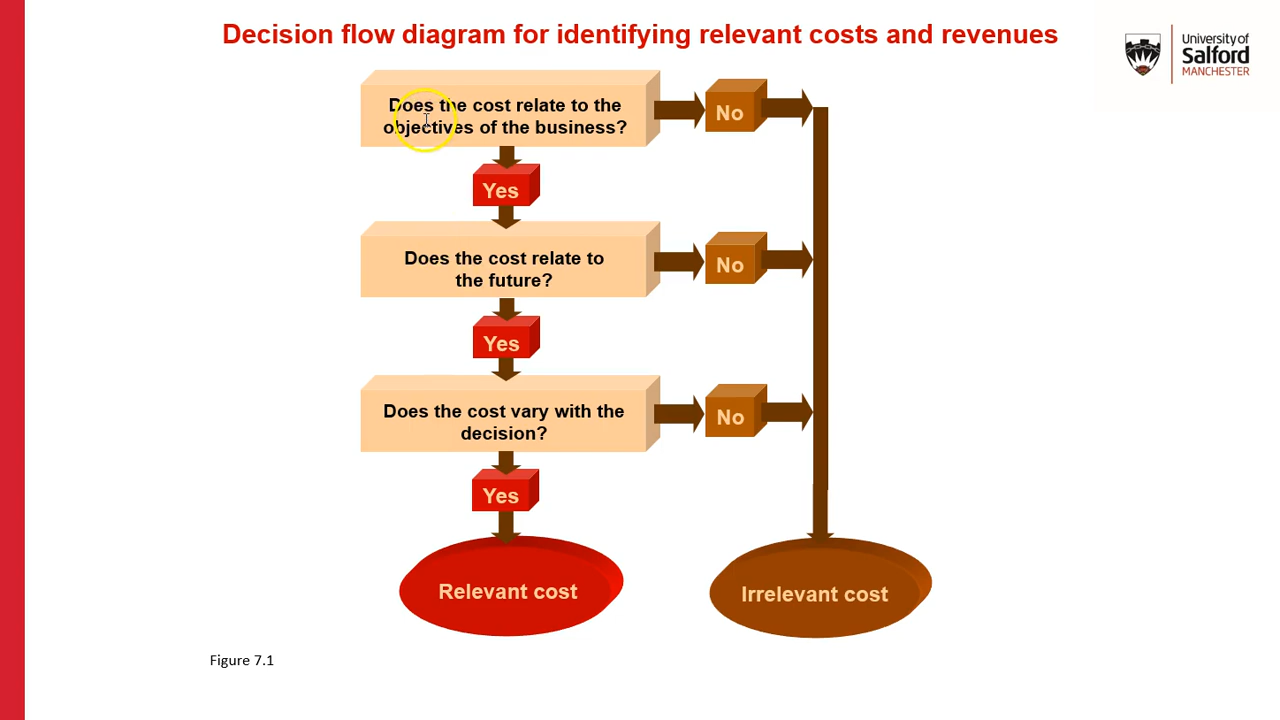 Decision flow diagram for identifying relevant costs and revenues
University of
Salford
MANCHESTER
Does the cost relate to the
objectives of the business?
No
Yes
Does the cost relate to
the future?
No
Yes
Does the cost vary with the
decision?
No
Yes
Relevant cost
Irrelevant cost
Figure 7.1